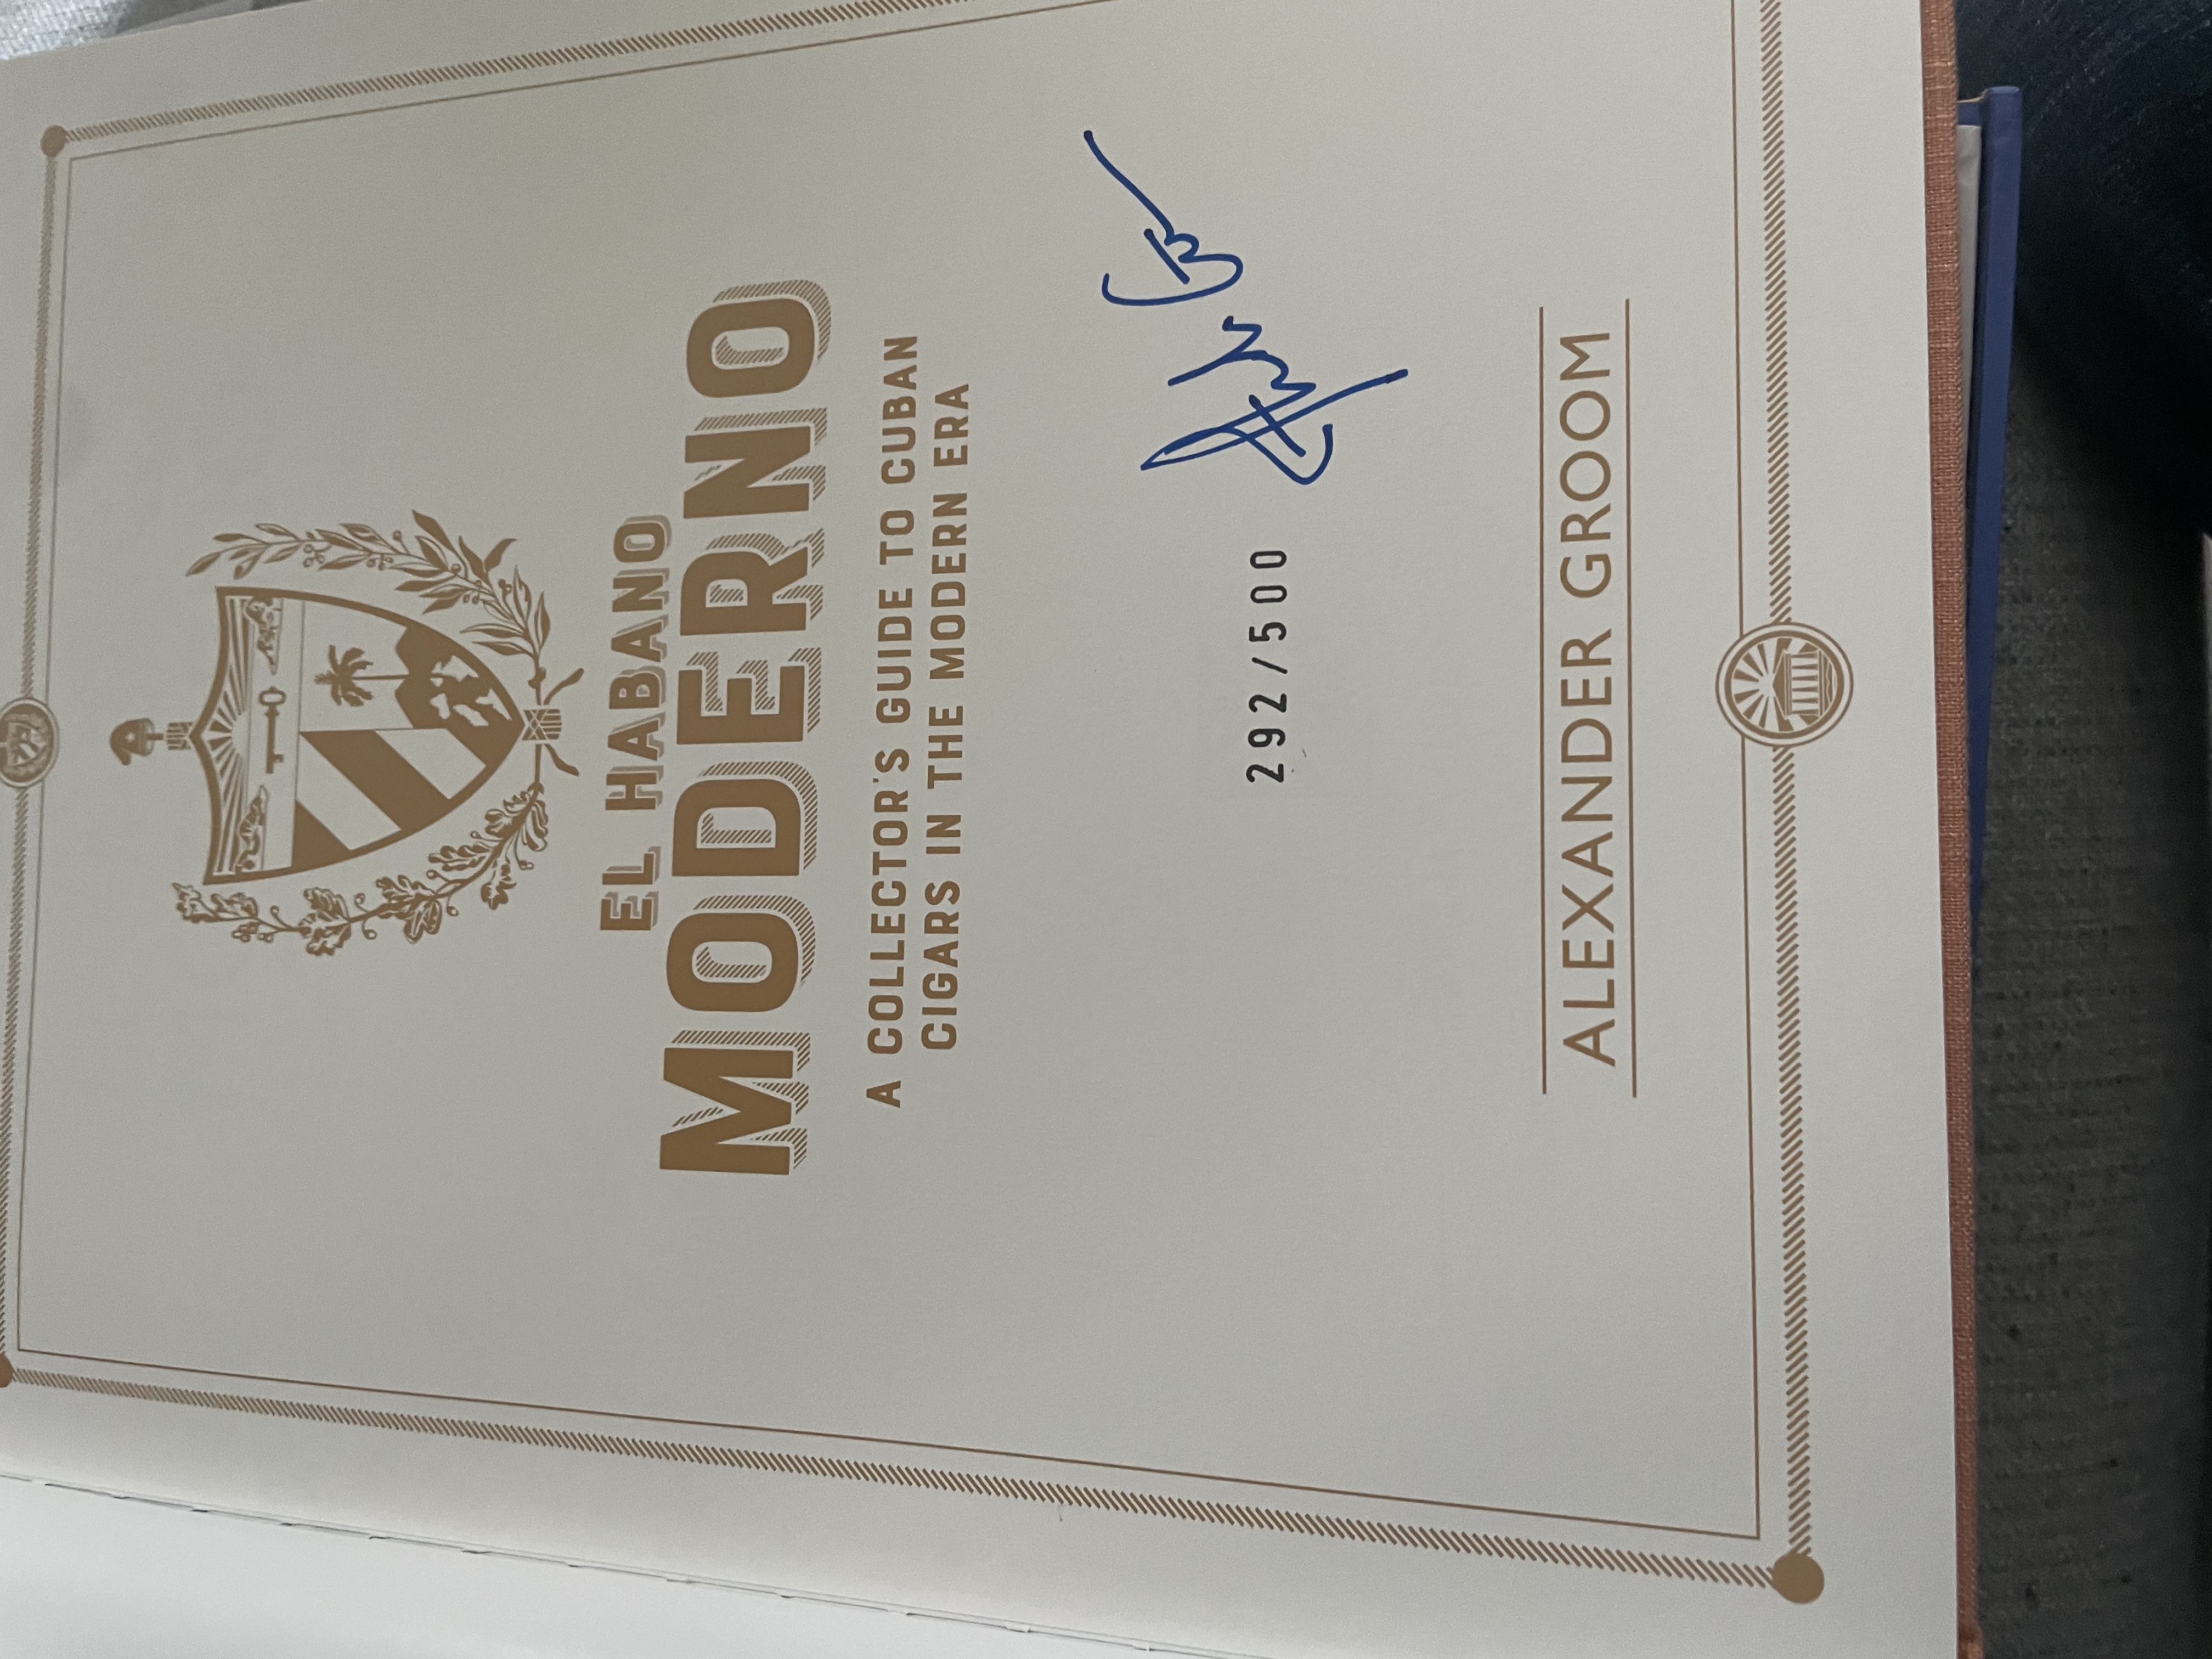 EL HABANO
MODERNO
A COLLECTOR'S GUIDE TO CUBAN
CIGARS IN THE MODERN ERA
292/500
ALEXANDER GROOM